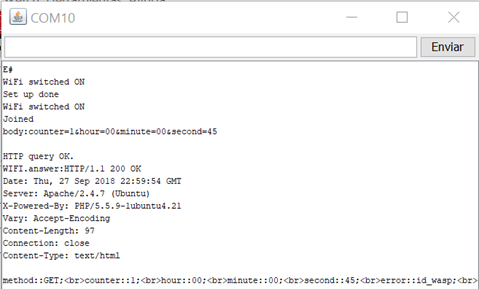 COM10
Enviar
E#
WiFi switched ON
Set up done
WiFi switched ON
Joined
body:counter=1&hour=00&minute=00&second=45
HTTP query OK.
WIFI.answer:HTTP/1.1 200 OK
Date: Thu, 27 Sep 2018 22:59:54 GMT
Server: Apache/2.4.7 (Ubuntu)
X-Powered-By: PHP/5.5.9-1ubuntu4.21
Vary: Accept-Encoding
Content-Length: 97
Connection: close
Content-Type: text/html
method::GET;<br>counter::1;<br>hour::00;<br>minute::00;<br>second::45;<br>error::id_wasp;<br>